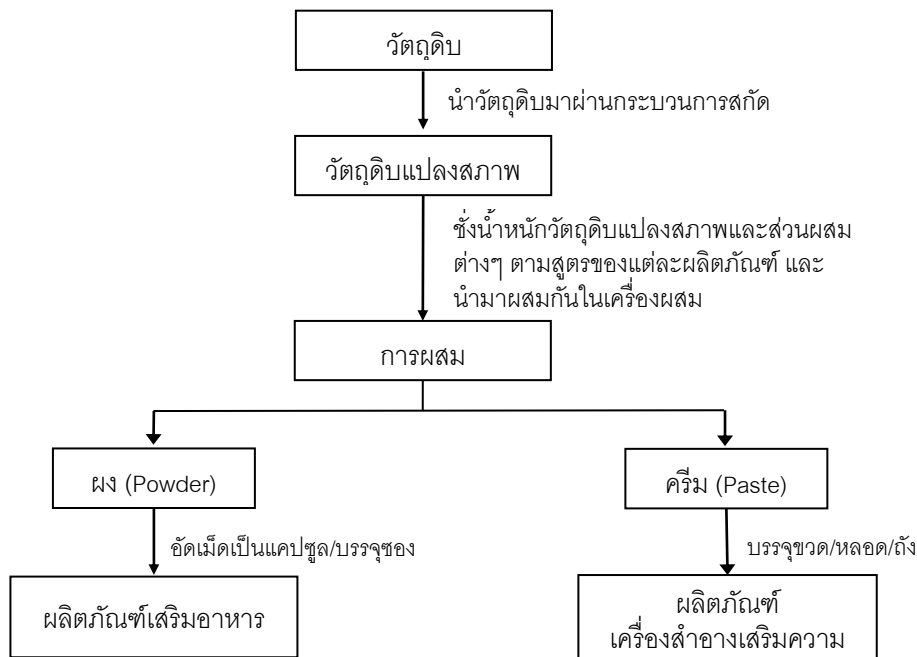 วัตถุดิบ
นำวัตถุดิบมาผ่านกระบวนการสกัด
วัตถุดิบแปลงสภาพ
ชั่งน้ำหนักวัตถุดิบแปลงสภาพและส่วนผสม
ต่างๆ ตามสูตรของแต่ละผลิตภัณฑ์ และ
นำมาผสมกันในเครื่องผสม
การผสม
ผง (Powder)
ครีม (Paste)
อัดเม็ดเป็นแคปซูล/บรรจุซอง
บรรจุขวด/หลอด/ถัง
ผลิตภัณฑ์เสริมอาหาร
ผลิตภัณฑ์
เครื่องสำอางเสริมความ